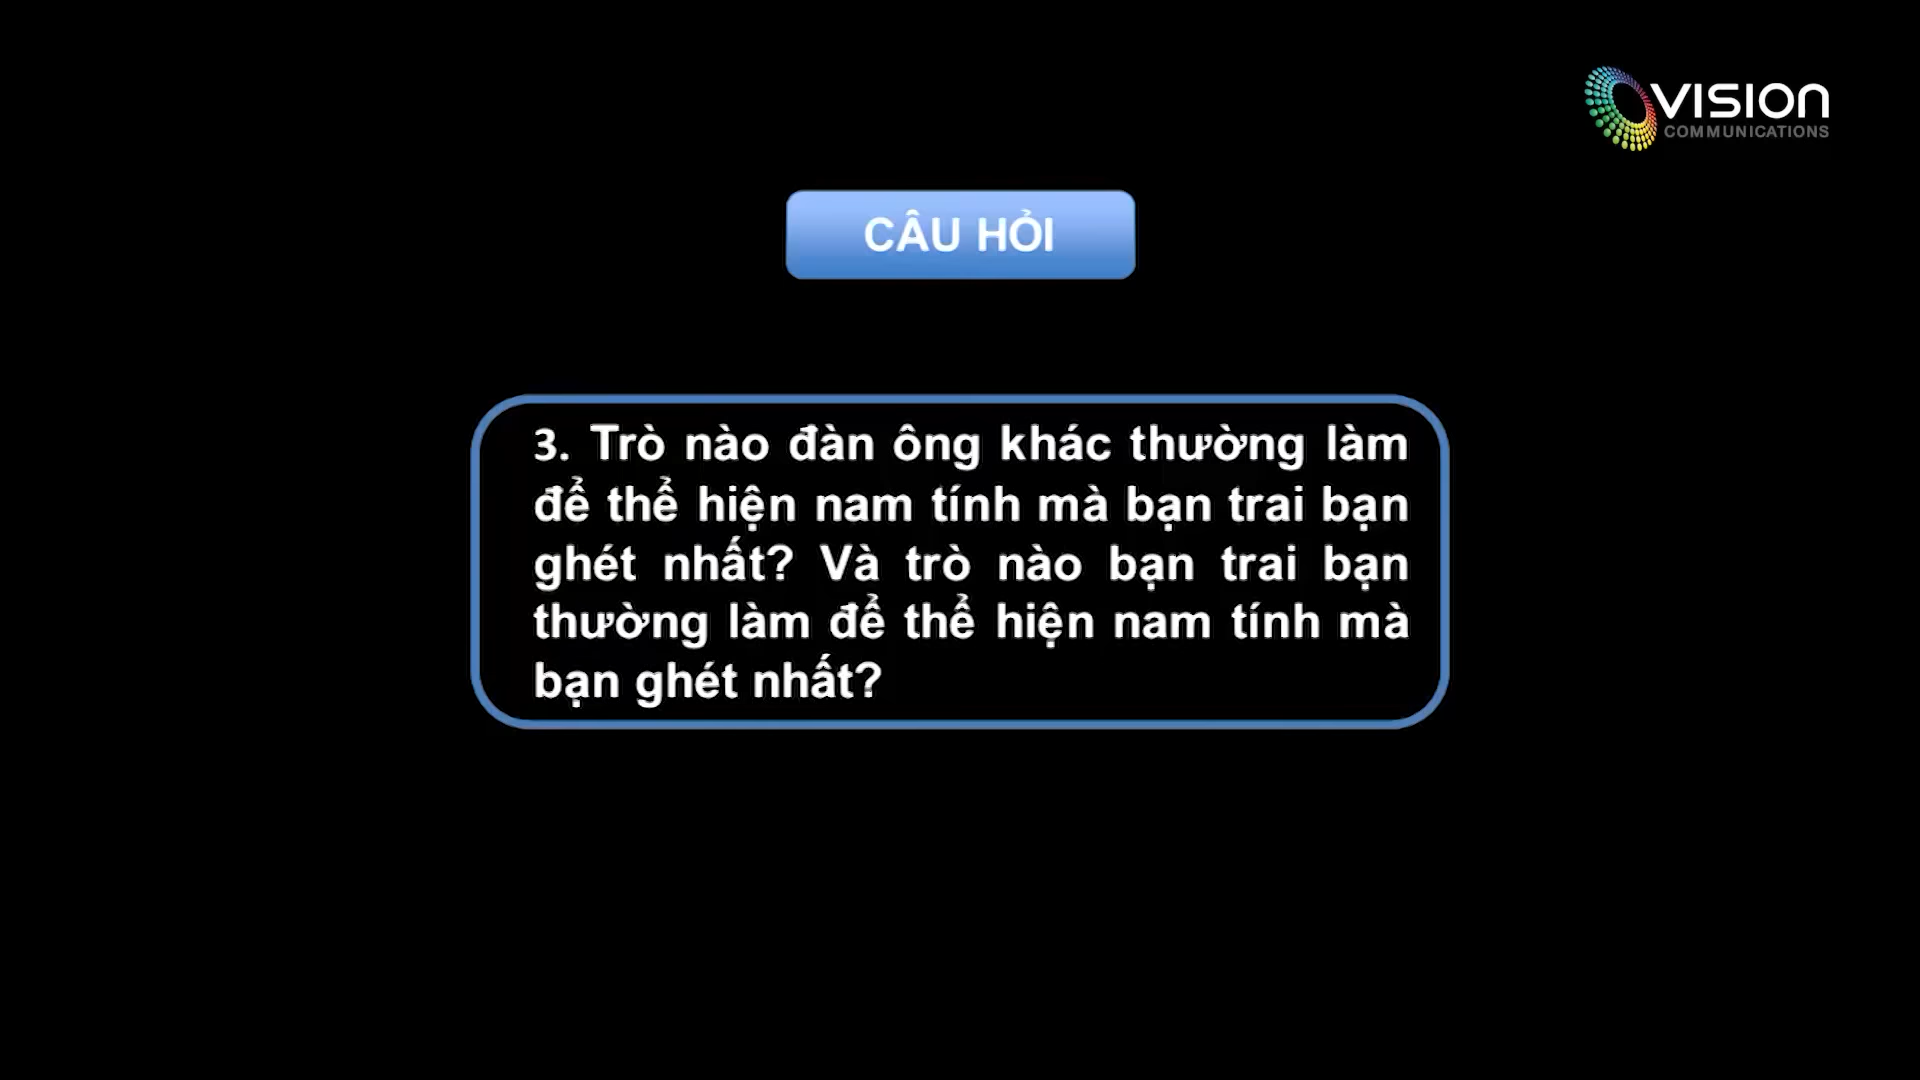 VISION
COMMUNICATIONS
CÂU HỎI
3. Trò nào đàn ông khác thường làm
để thể hiện nam tính mà bạn trai bạn
ghét nhất? Và trò nào bạn trai bạn
thường làm để thể hiện nam tính mà
bạn ghét nhất?